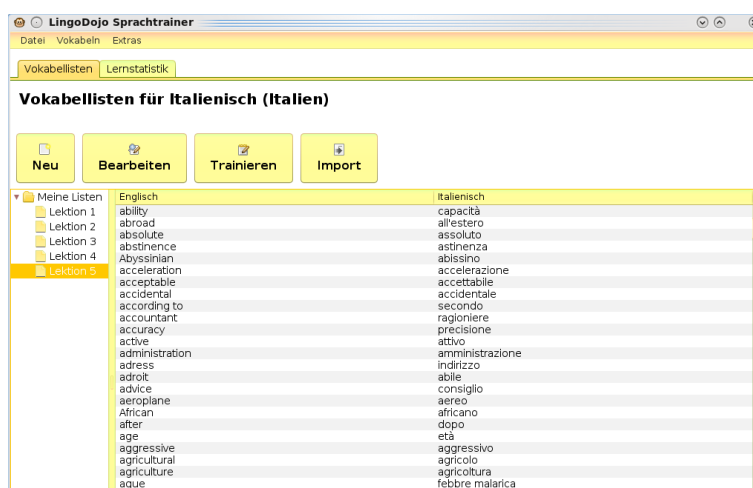 LingoDojo Sprachtrainer
Datei Vokabeln Extras
Vokabellisten Lernstatistik
Vokabellisten für Italienisch (Italien)
Neu Bearbeiten Trainieren Import
Meine Listen
Lektion 1
Lektion 2
Lektion 3
Lektion 4
Lektion 5
Englisch Italienisch
ability capacità
abroad all'estero
absolute assoluto
abstinence astinenza
Abyssinian abissino
acceleration accelerazione
acceptable accettabile
accidental accidentale
according to secondo
accountant ragioniere
accuracy precisione
active attivo
administration amministrazione
adress indirizzo
adroit abile
advice consiglio
aeroplane aereo
African africano
after dopo
age età
aggressive aggressivo
agricultural agricolo
agriculture agricoltura
ague febbre malarica